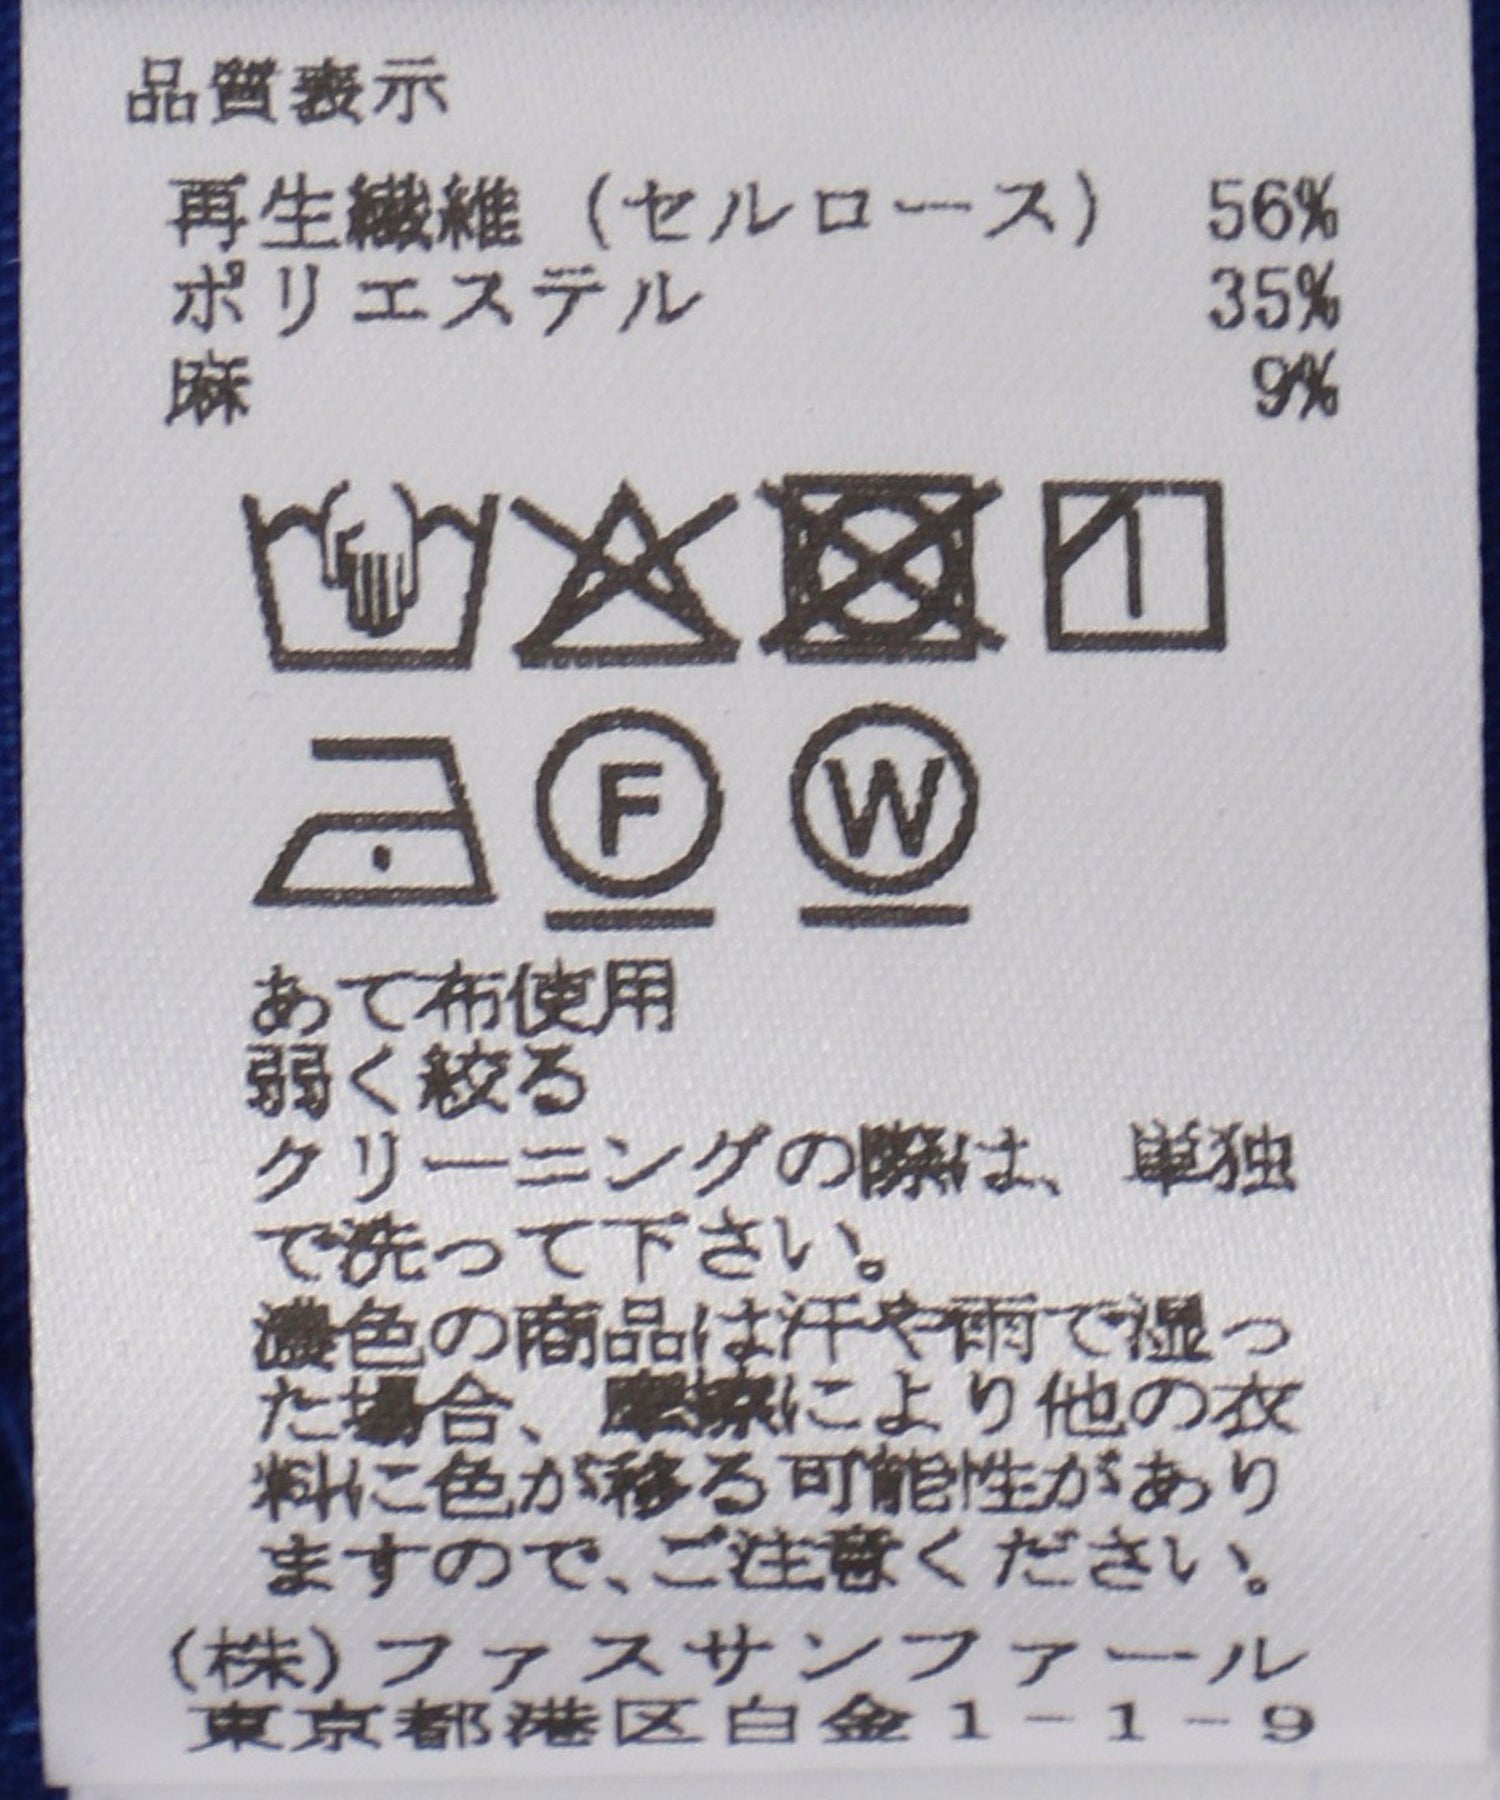 品質表示
再生繊維 (セルロース) 56%
ポリエステル 35%
麻 9%
F W
あて布使用
弱く絞る
クリーニングの際は、単独
で洗って下さい。
濃色の商品は汗や雨で湿っ
た場合、摩擦により他の衣
料に色が移る可能性があり
ますので、ご注意ください。
(株)ファスサンファール
東京都港区白金1-1-9